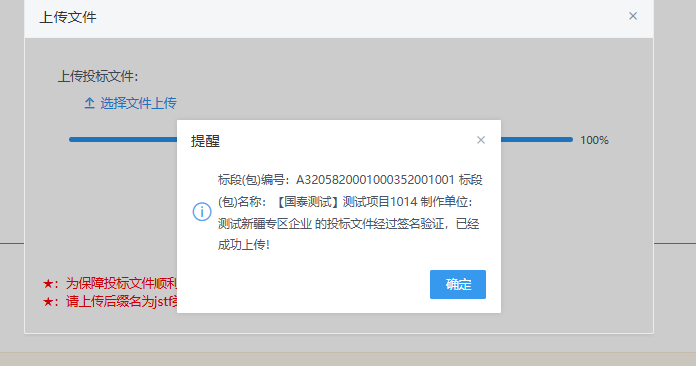 上传文件
上传投标文件：
选择文件上传
100%
提醒
标段(包)编号：A3205820001000352001001 标段
(包)名称：【国泰测试】测试项目1014 制作单位：
测试新疆专区企业 的投标文件经过签名验证，已经
成功上传！
确定
★：为保障投标文件顺利
★：请上传后缀名为jstf